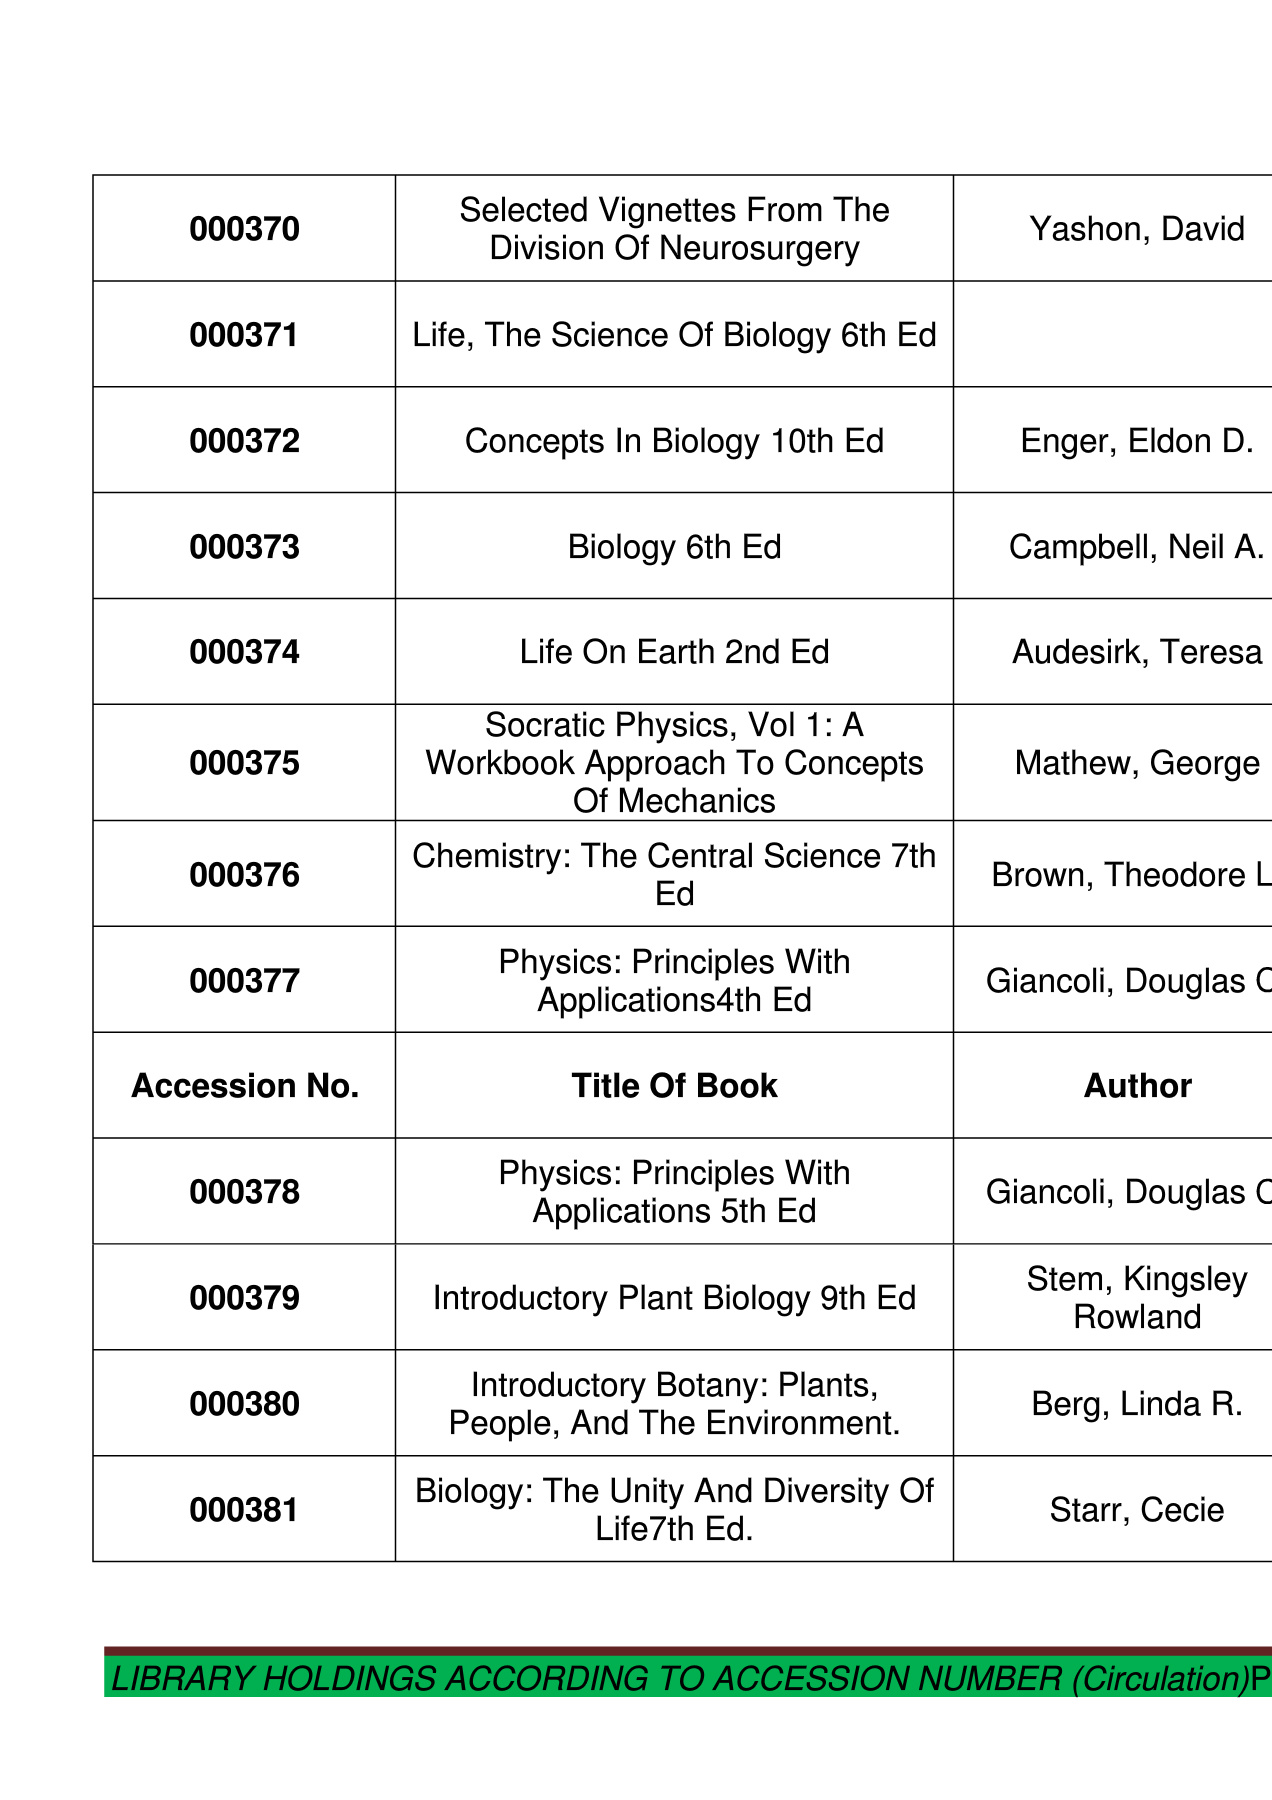 000370
Selected Vignettes From The
Division Of Neurosurgery
Yashon, David
000371
Life, The Science Of Biology 6th Ed
000372
Concepts In Biology 10th Ed
Enger, Eldon D.
000373
Biology 6th Ed
Campbell, Neil A.
000374
Life On Earth 2nd Ed
Audesirk, Teresa
000375
Socratic Physics, Vol 1: A
Workbook Approach To Concepts
Of Mechanics
Mathew, George
000376
Chemistry: The Central Science 7th
Ed
Brown, Theodore L
000377
Physics: Principles With
Applications4th Ed
Giancoli, Douglas C
Accession No.
Title Of Book
Author
000378
Physics: Principles With
Applications 5th Ed
Giancoli, Douglas C
000379
Introductory Plant Biology 9th Ed
Stem, Kingsley
Rowland
000380
Introductory Botany: Plants,
People, And The Environment.
Berg, Linda R.
000381
Biology: The Unity And Diversity Of
Life7th Ed.
Starr, Cecie
LIBRARY HOLDINGS ACCORDING TO ACCESSION NUMBER (Circulation)P